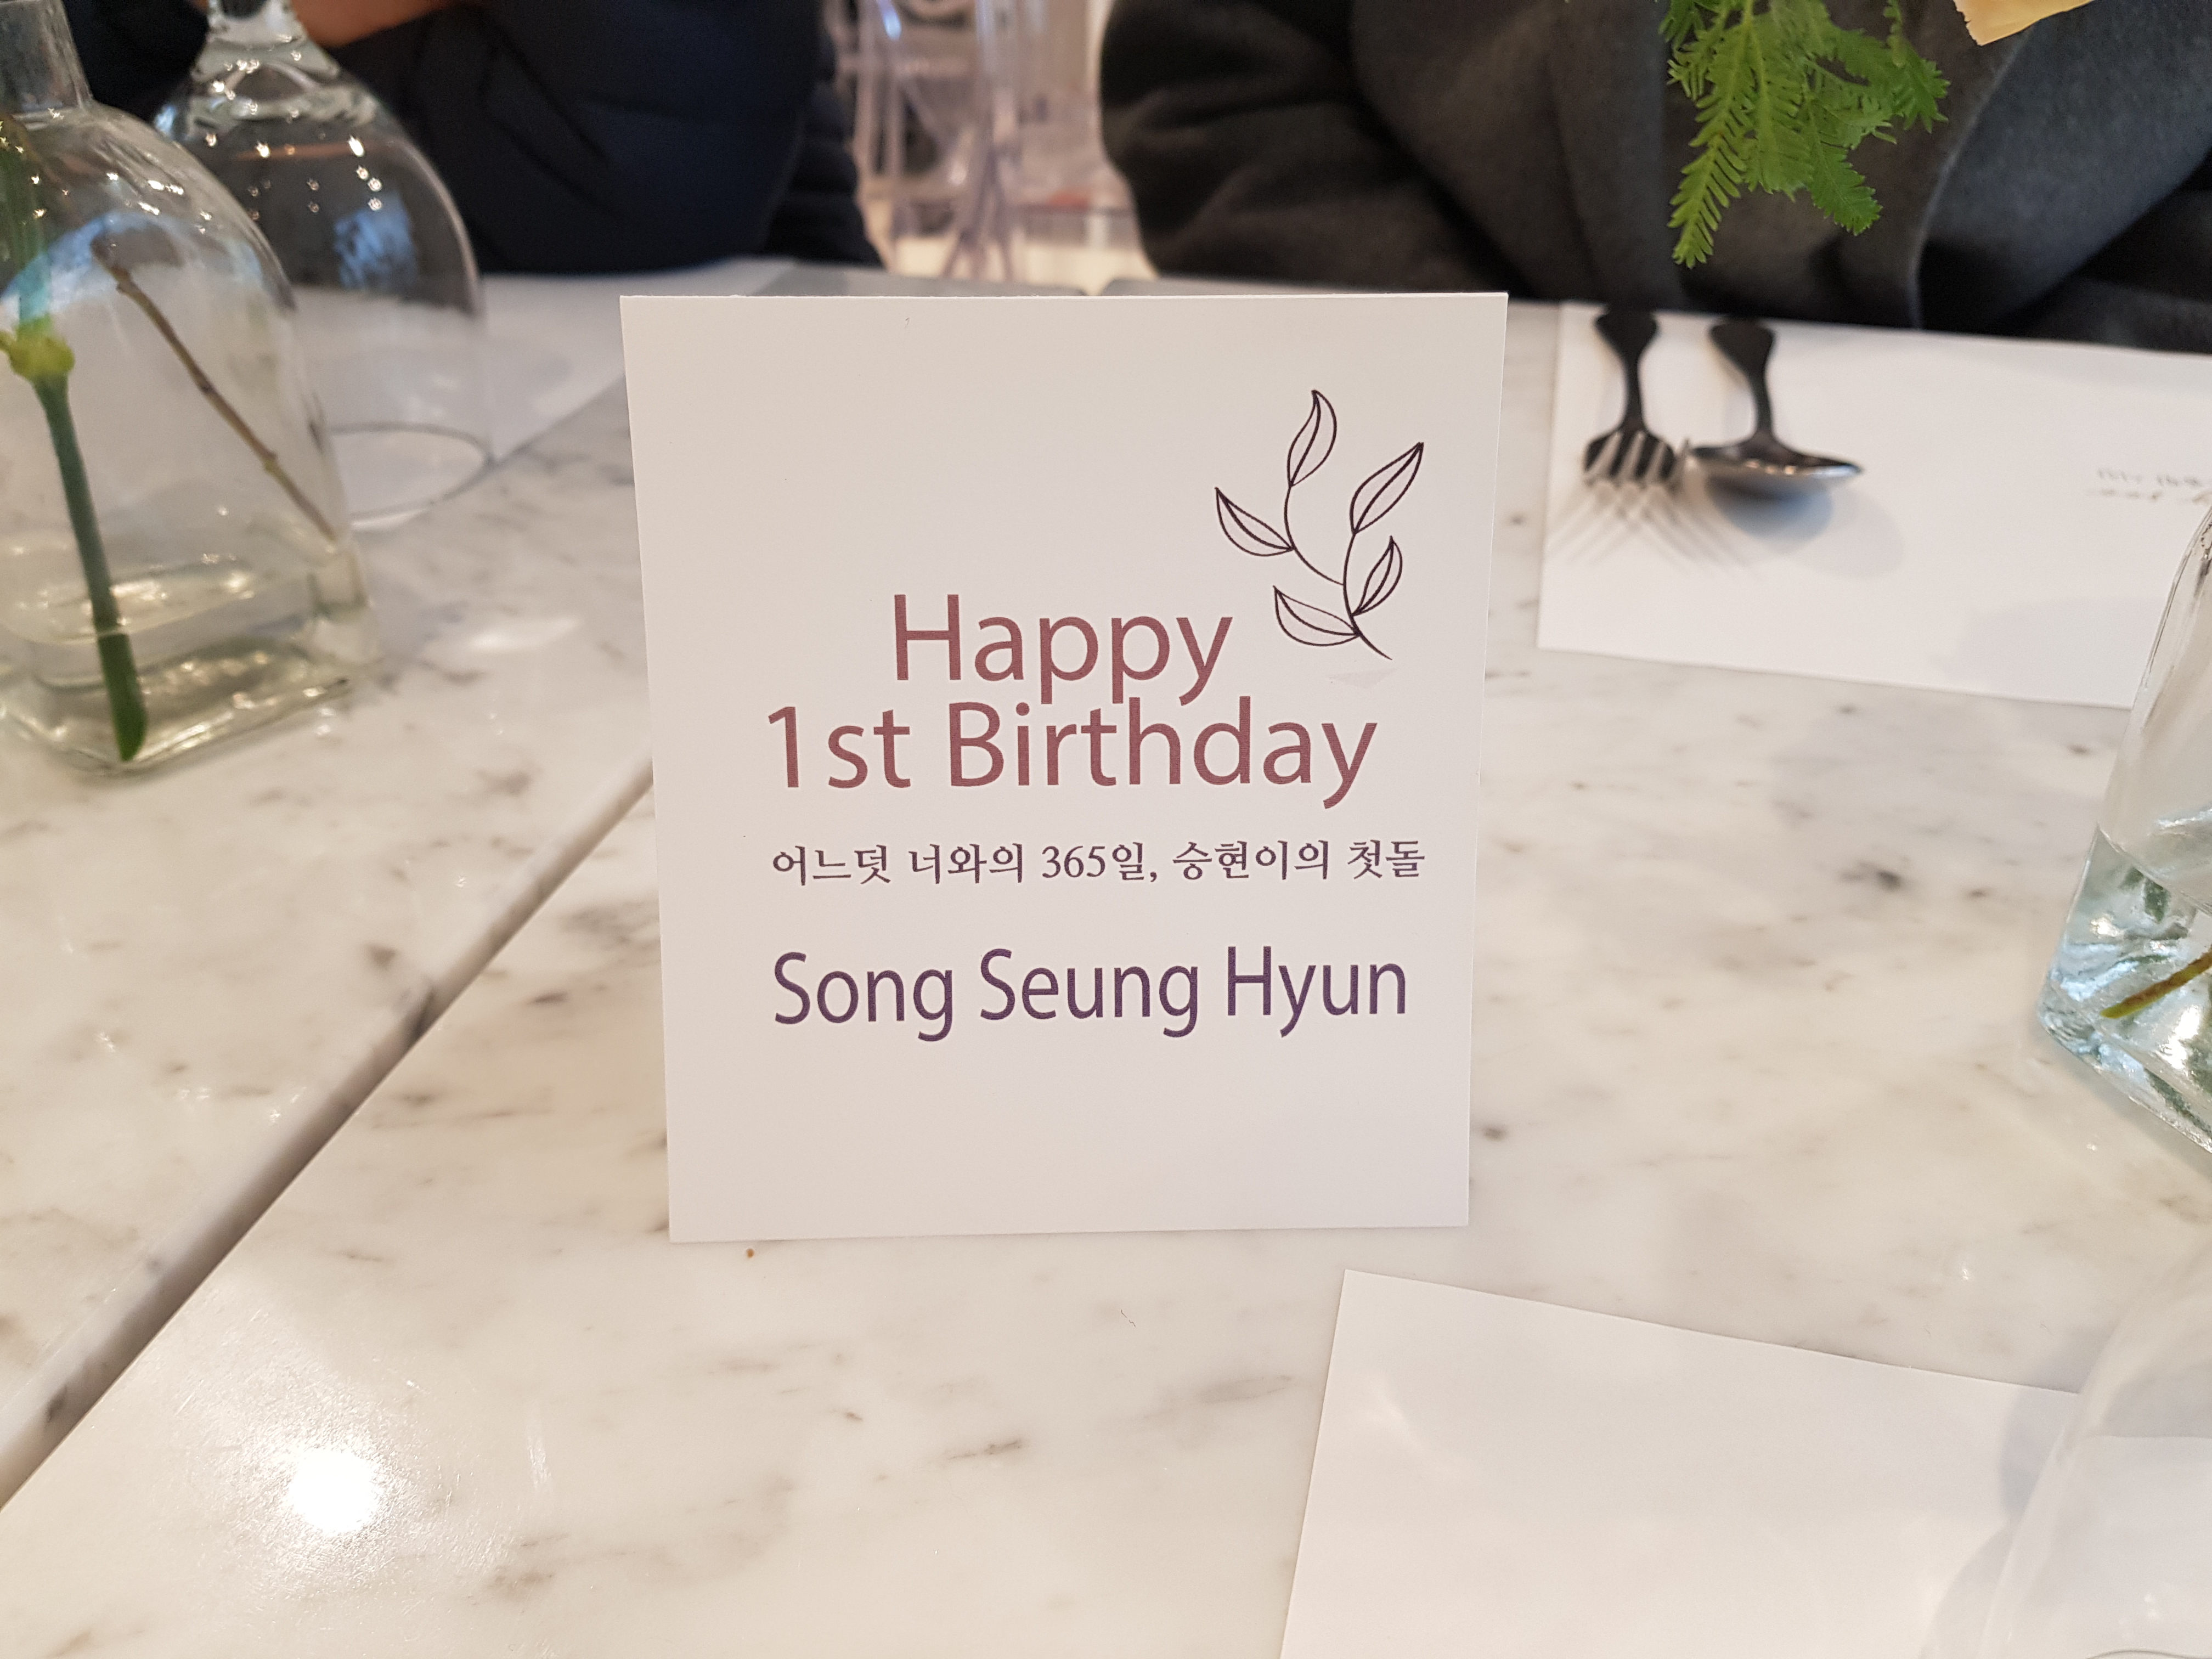 Happy
1st Birthday
어느덧 너와의 365일, 승현이의 첫돌
Song Seung Hyun